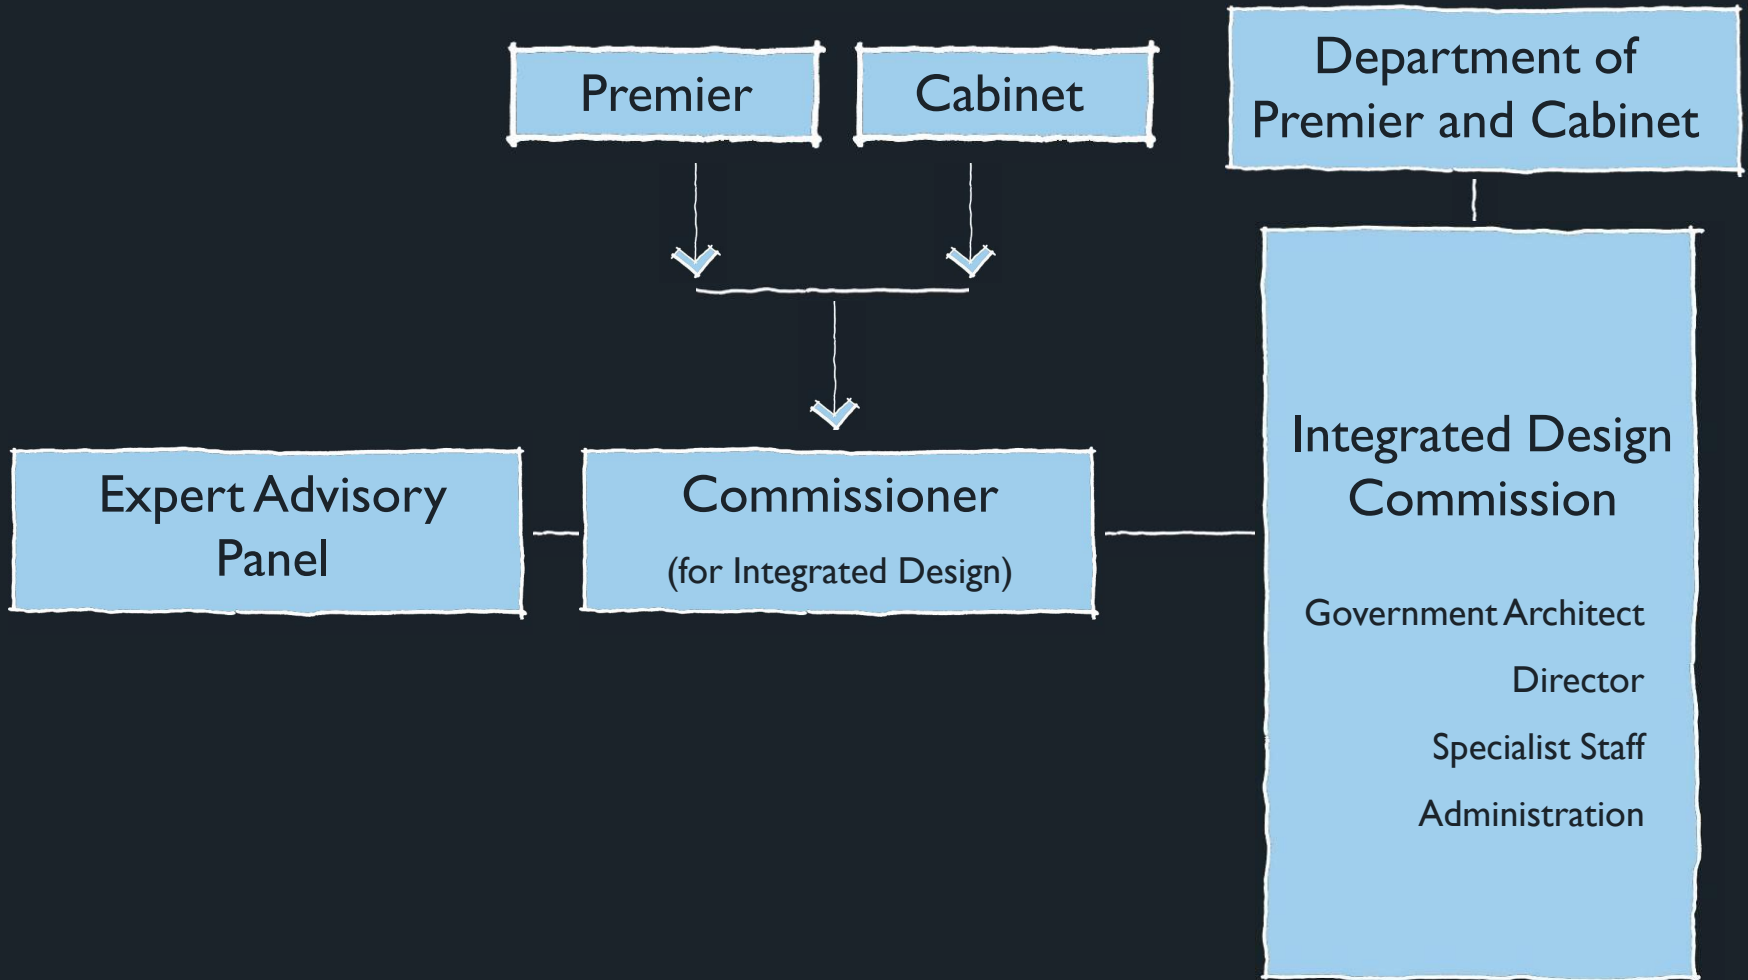 Premier
Cabinet
Department of
Premier and Cabinet
Expert Advisory
Panel
Commissioner
(for Integrated Design)
Integrated Design
Commission
Government Architect
Director
Specialist Staff
Administration